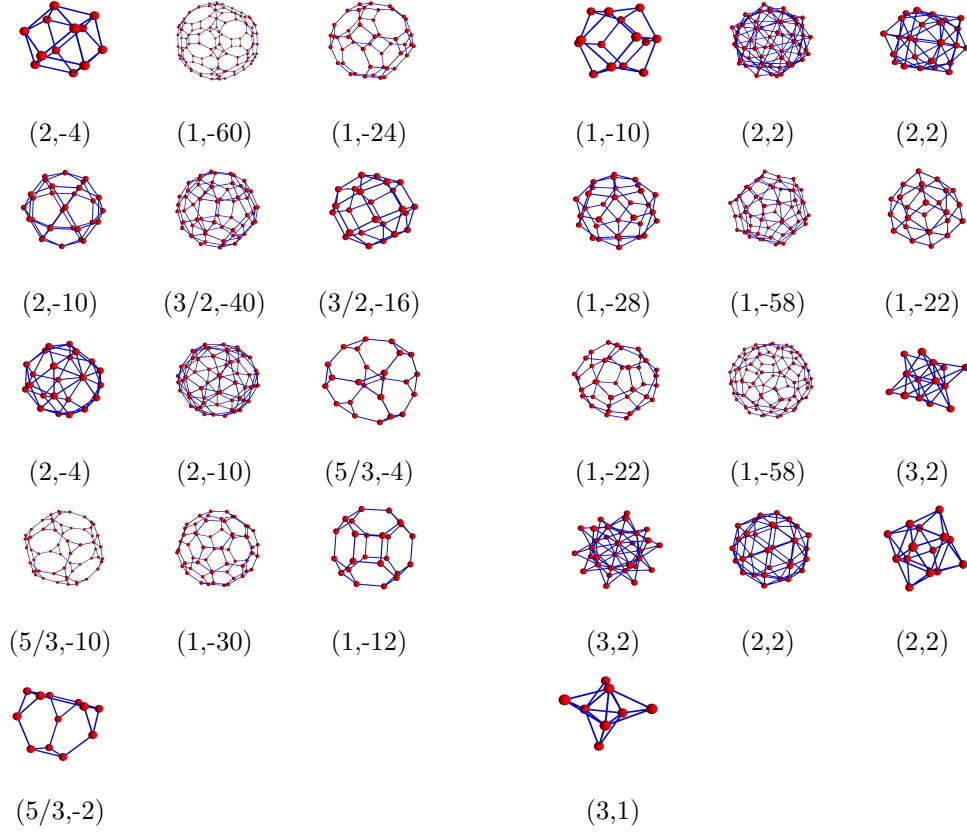 (2,-4) (1,-60) (1,-24) (1,-10) (2,2) (2,2)
(2,-10) (3/2,-40) (3/2,-16) (1,-28) (1,-58) (1,-22)
(2,-4) (2,-10) (5/3,-4) (1,-22) (1,-58) (3,2)
(5/3,-10) (1,-30) (1,-12) (3,2) (2,2) (2,2)
(5/3,-2) (3,1)